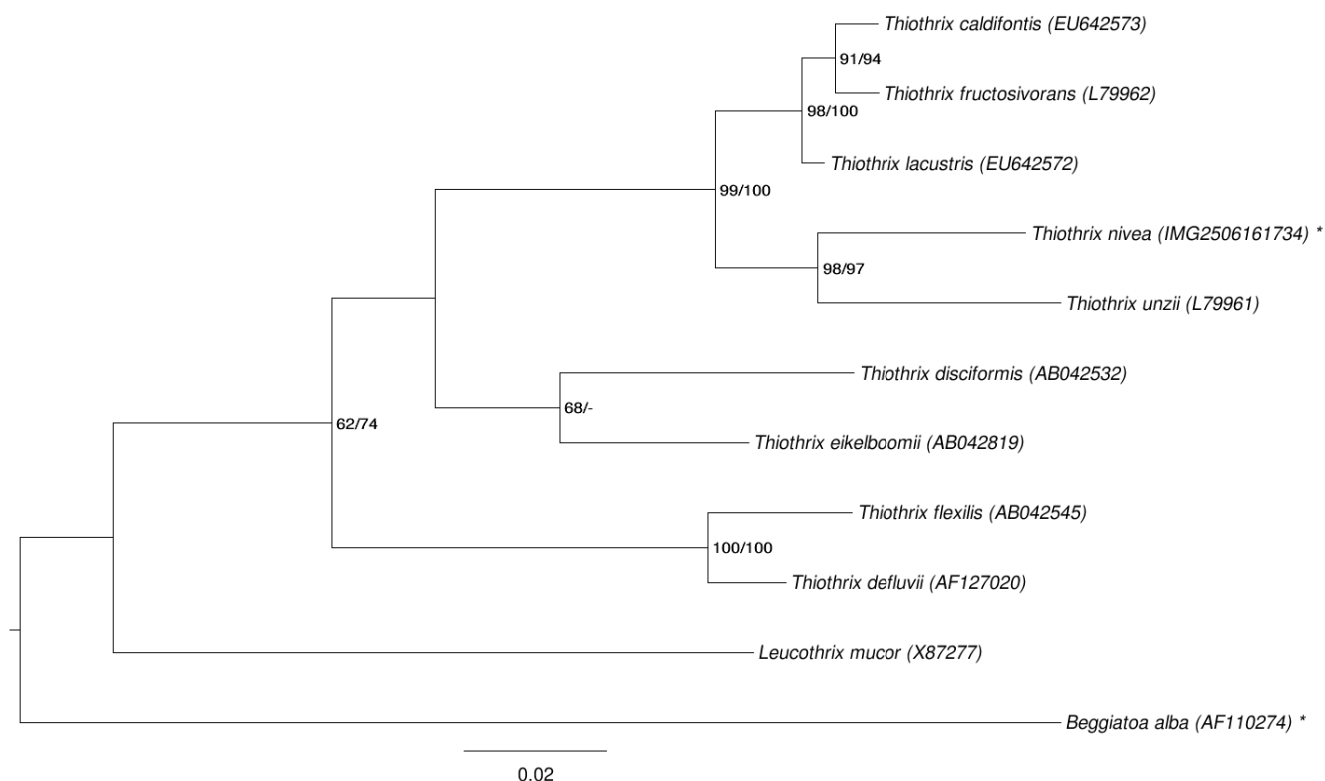 Thiothrix caldifontis (EU642573)
91/94
Thiothrix fructosivorans (L79962)
98/100
Thiothrix lacustris (EU642572)
99/100
Thiothrix nivea (IMG2506161734) *
98/97
Thiothrix unzii (L79961)
Thiothrix disciformis (AB042532)
68/-
Thiothrix eikelboomii (AB042819)
62/74
Thiothrix flexilis (AB042545)
100/100
Thiothrix defluvii (AF127020)
Leucothrix mucor (X87277)
Beggiatoa alba (AF110274) *
0.02